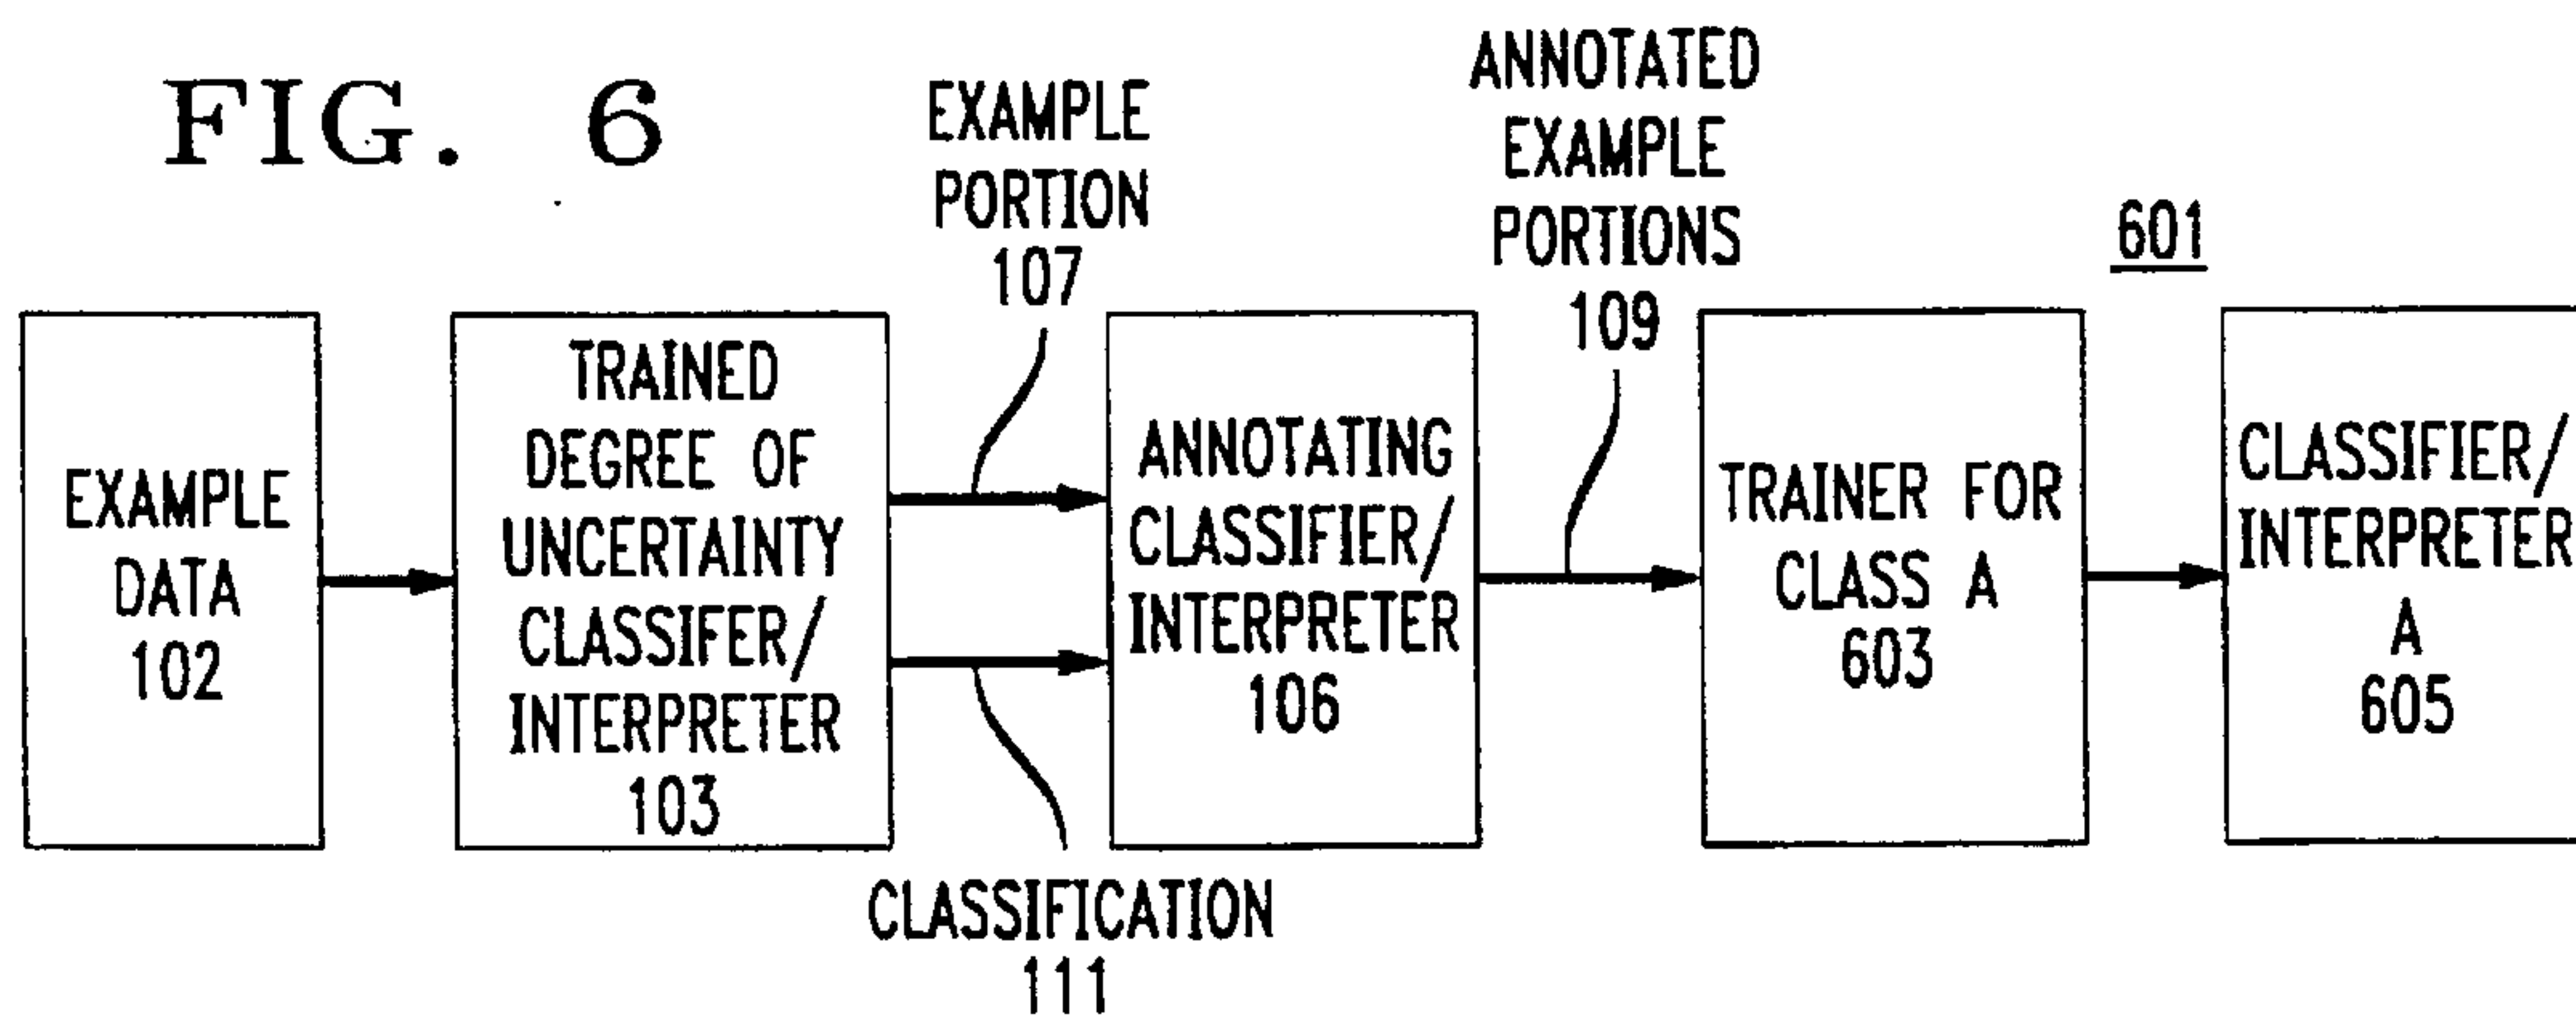 FIG. 6
EXAMPLE
PORTION
107
ANNOTATED
EXAMPLE
PORTIONS
109
601
EXAMPLE
DATA
102
TRAINED
DEGREE OF
UNCERTAINTY
CLASSIFER/
INTERPRETER
103
ANNOTATING
CLASSIFIER/
INTERPRETER
106
TRAINER FOR
CLASS A
603
CLASSIFIER/
INTERPRETER
A
605
CLASSIFICATION
111